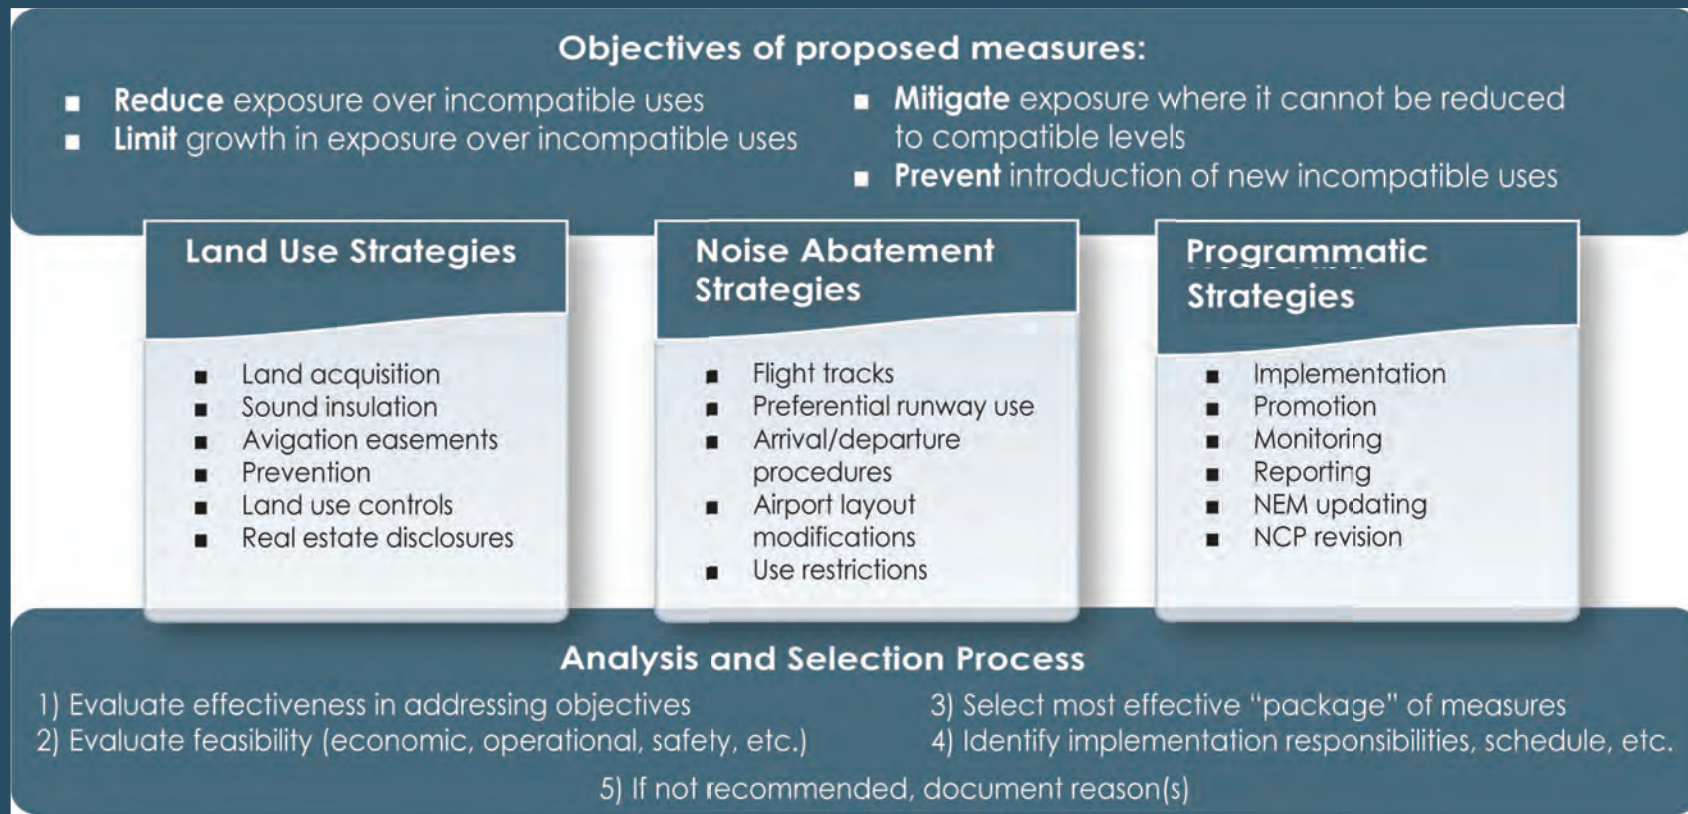 Objectives of proposed measures:
■ Reduce exposure over incompatible uses
■ Limit growth in exposure over incompatible uses
■ Mitigate exposure where it cannot be reduced
to compatible levels
■ Prevent introduction of new incompatible uses
Land Use Strategies
■ Land acquisition
■ Sound insulation
■ Avigation easements
■ Prevention
■ Land use controls
■ Real estate disclosures
Noise Abatement
Strategies
■ Flight tracks
■ Preferential runway use
■ Arrival/departure
procedures
■ Airport layout
modifications
■ Use restrictions
Programmatic
Strategies
■ Implementation
■ Promotion
■ Monitoring
■ Reporting
■ NEM updating
■ NCP revision
Analysis and Selection Process
1) Evaluate effectiveness in addressing objectives
2) Evaluate feasibility (economic, operational, safety, etc.)
3) Select most effective “package” of measures
4) Identify implementation responsibilities, schedule, etc.
5) If not recommended, document reason(s)